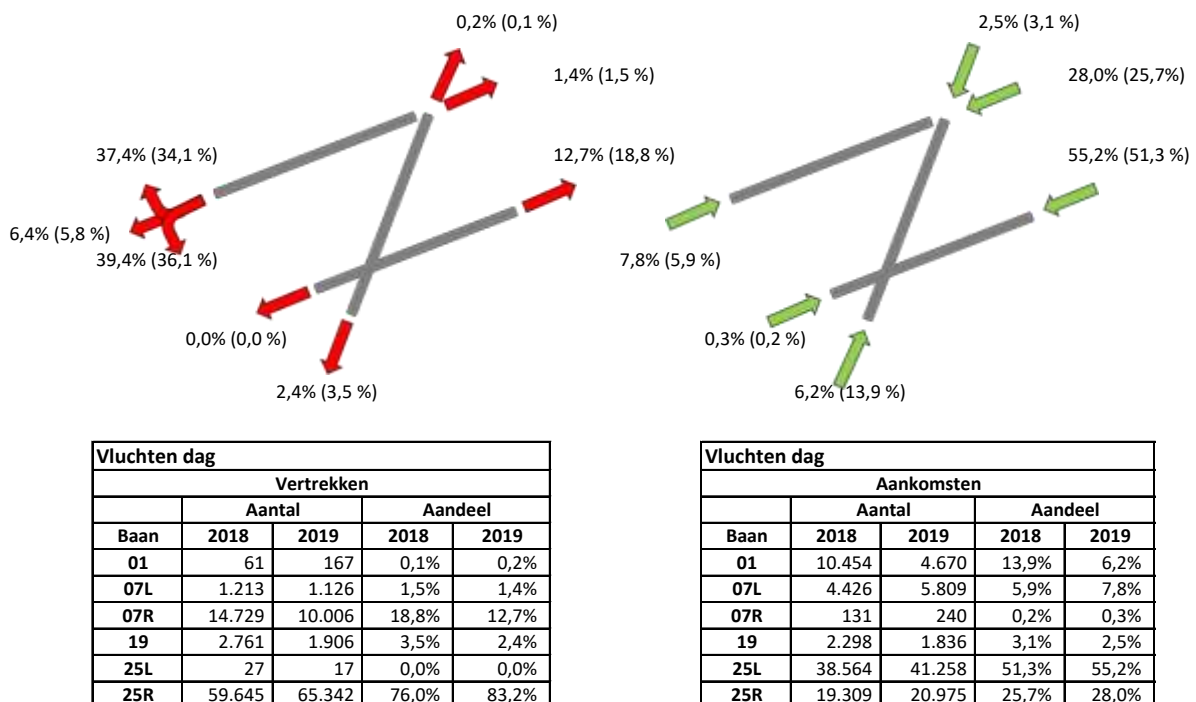 0,2% (0,1 %)
1,4% (1,5 %)
37,4% (34,1 %)
12,7% (18,8 %)
6,4% (5,8 %)
39,4% (36,1 %)
0,0% (0,0 %)
2,4% (3,5 %)
2,5% (3,1 %)
28,0% (25,7%)
55,2% (51,3 %)
7,8% (5,9 %)
0,3% (0,2 %)
6,2% (13,9 %)
Vluchten dag
Vertrekken
Aantal Aandeel
Baan 2018 2019 2018 2019
01 61 167 0,1% 0,2%
07L 1.213 1.126 1,5% 1,4%
07R 14.729 10.006 18,8% 12,7%
19 2.761 1.906 3,5% 2,4%
25L 27 17 0,0% 0,0%
25R 59.645 65.342 76,0% 83,2%
Vluchten dag
Aankomsten
Aantal Aandeel
Baan 2018 2019 2018 2019
01 10.454 4.670 13,9% 6,2%
07L 4.426 5.809 5,9% 7,8%
07R 131 240 0,2% 0,3%
19 2.298 1.836 3,1% 2,5%
25L 38.564 41.258 51,3% 55,2%
25R 19.309 20.975 25,7% 28,0%